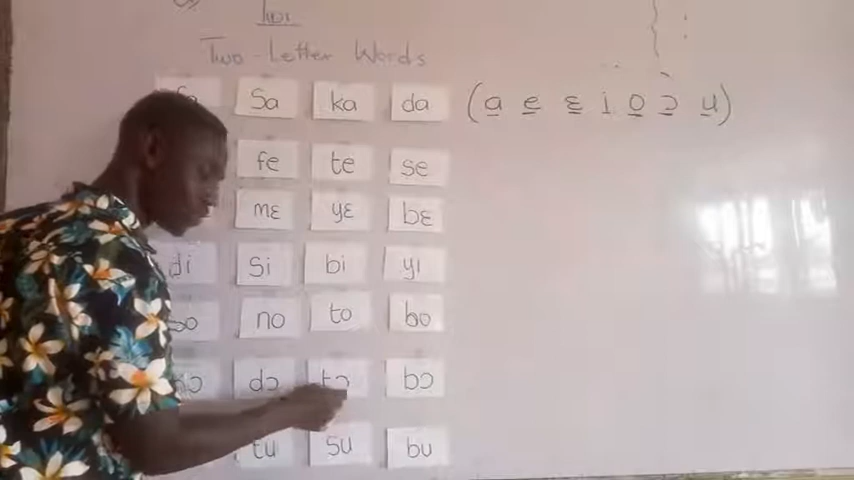 Two-Letter Words
sa ka da (a e ɛ i o ɔ u)
fe te se
mɛ yɛ bɛ
di si bi yi
so no to bo
dɔ tɔ bɔ
tu su bu